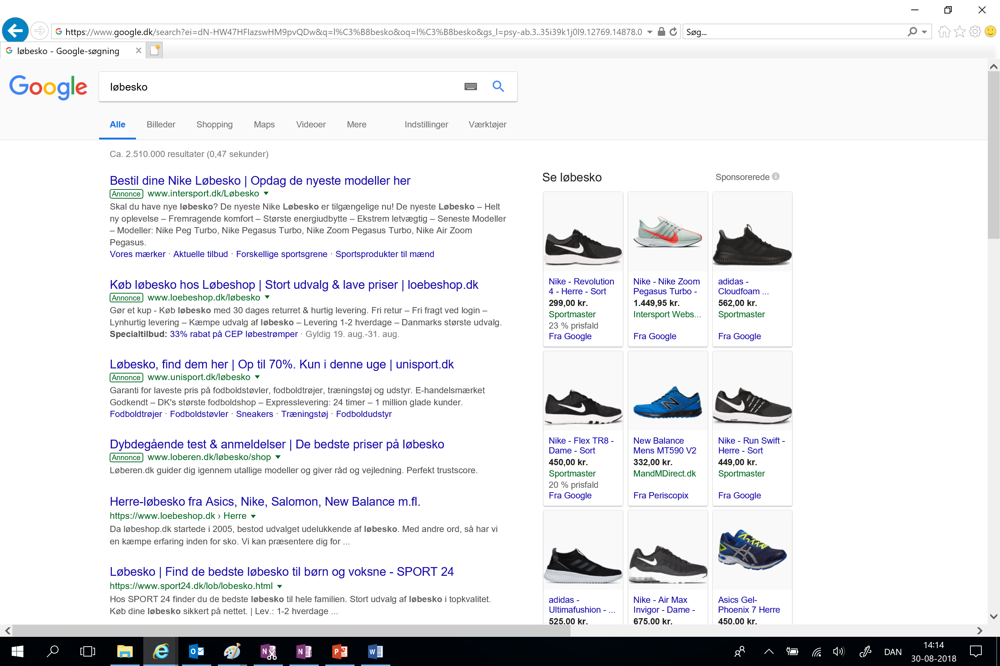 https://www.google.dk/search?ei=dN-HW47HFIazswHM9pvQDw&q=l%C3%B8besko&oq=l%C3%B8besko&gs_l=psy-ab.3..35i39k1j0l9.12769.14878.0
Søg...
løbesko - Google-søgning
Google
løbesko
Alle Billeder Shopping Maps Videoer Mere Indstillinger Værktøjer
Ca. 2.510.000 resultater (0,47 sekunder)
Bestil dine Nike Løbesko | Opdag de nyeste modeller her
Annonce www.intersport.dk/Løbesko
Skal du have nye løbesko? De nyeste Nike Løbesko er tilgængelige nu! De nyeste Løbesko – Helt
ny oplevelse – Fremragende komfort – Største energiudbytte – Ekstrem letvægtig – Seneste Modeller
– Modeller: Nike Peg Turbo, Nike Pegasus Turbo, Nike Zoom Pegasus Turbo, Nike Air Zoom
Pegasus.
Vores mærker · Aktuelle tilbud · Forskellige sportsgrene · Sportsprodukter til mænd
Køb løbesko hos Løbeshop | Stort udvalg & lave priser | loebeshop.dk
Annonce www.loebeshop.dk/løbesko
Gør et kup - Køb løbesko med 30 dages returret & hurtig levering. Fri retur – Fri fragt ved login –
Lynhurtig levering – Kæmpe udvalg af løbesko – Levering 1-2 hverdage – Danmarks største udvalg.
Specialtilbud: 33% rabat på CEP løbestrømper · Gyldig 19. aug.-31. aug.
Løbesko, find dem her | Op til 70%. Kun i denne uge | unisport.dk
Annonce www.unisport.dk/løbesko
Garanti for laveste pris på fodboldstøvler, fodboldtrøjer, træningstøj og udstyr. E-handelsmærket
Godkendt – DK's største fodboldshop – Expresslevering: 24 timer – 1 million glade kunder.
Fodboldtrøjer · Fodboldstøvler · Sneakers · Træningstøj · Fodboldudstyr
Dybdegående test & anmeldelser | De bedste priser på løbesko
Annonce www.loberen.dk/løbesko/shop
Løberen.dk guider dig igennem utallige modeller og giver råd og vejledning. Perfekt trustscore.
Herre-løbesko fra Asics, Nike, Salomon, New Balance m.fl.
https://www.loebeshop.dk › Herre
Da løbeshop.dk startede i 2005, bestod udvalget udelukkende af løbesko. Med andre ord, så har vi
en kæmpe erfaring inden for sko. Vi kan præsentere dig for ...
Løbesko | Find de bedste løbesko til børn og voksne - SPORT 24
https://www.sport24.dk/lob/lobesko.html
Hos SPORT 24 finder du de bedste løbesko til hele familien. Stort udvalg af løbesko i topkvalitet.
Køb dine løbesko sikkert på nettet. | Lev.: 1-2 hverdage ...
Se løbesko
Sponsorerede
Nike - Revolution
4 - Herre - Sort
299,00 kr.
Sportmaster
23 % prisfald
Fra Google
Nike - Nike Zoom
Pegasus Turbo -
1.449,95 kr.
Intersport Webs...
Fra Google
adidas -
Cloudfoam ...
562,00 kr.
Sportmaster
Fra Google
Nike - Flex TR8 -
Dame - Sort
450,00 kr.
Sportmaster
20 % prisfald
Fra Google
New Balance
Mens MT590 V2
332,00 kr.
MandMDirect.dk
Fra Periscopix
Nike - Run Swift -
Herre - Sort
449,00 kr.
Sportmaster
Fra Google
adidas -
Ultimafushion - ...
525,00 kr.
Nike - Air Max
Invigor - Dame -
675,00 kr.
Asics Gel-
Phoenix 7 Herre
450,00 kr.
DAN
14:14
30-08-2018